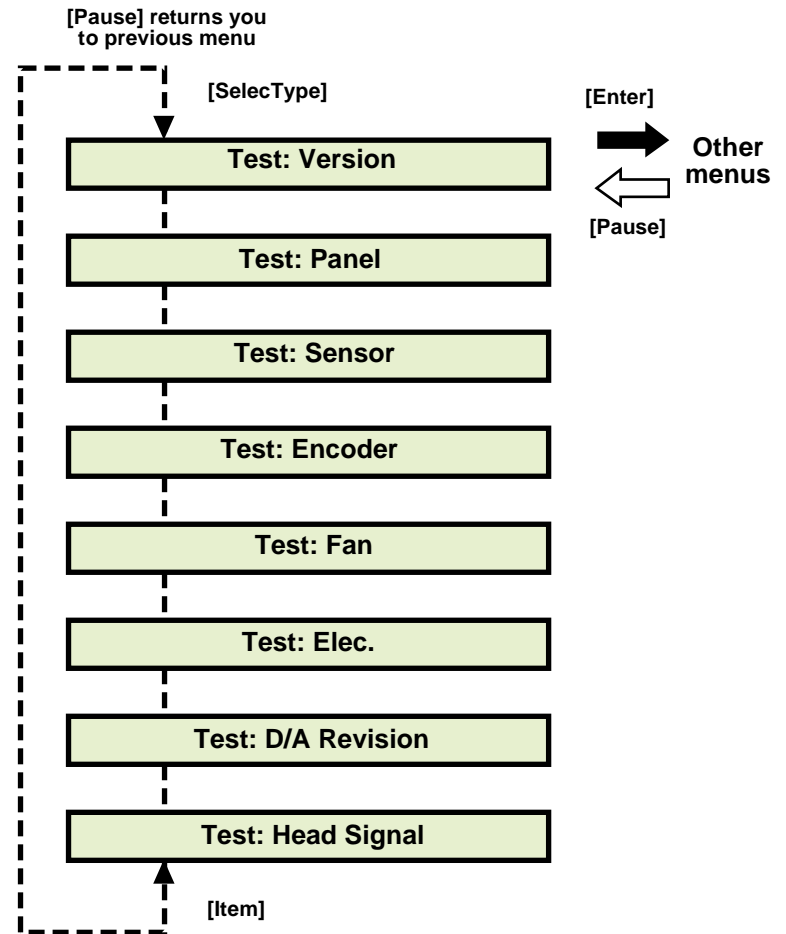 [Pause] returns you
to previous menu
[SelecType]
[Enter]
Other
menus
[Pause]
Test: Version
Test: Panel
Test: Sensor
Test: Encoder
Test: Fan
Test: Elec.
Test: D/A Revision
Test: Head Signal
[Item]